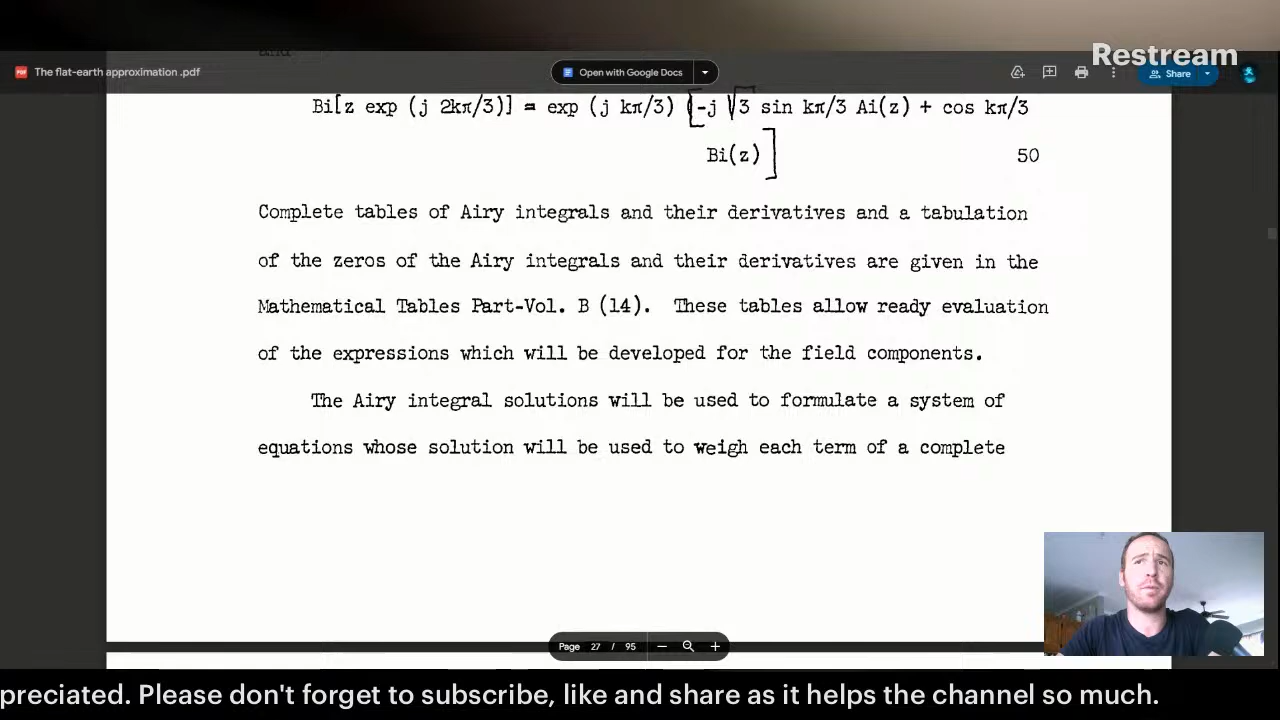 Restream
The flat-earth approximation .pdf
Open with Google Docs
Share
Bi[z exp (j 2kπ/3)] = exp (j kπ/3) [-j √3 sin kπ/3 Ai(z) + cos kπ/3
Bi(z)] 50
Complete tables of Airy integrals and their derivatives and a tabulation
of the zeros of the Airy integrals and their derivatives are given in the
Mathematical Tables Part-Vol. B (14). These tables allow ready evaluation
of the expressions which will be developed for the field components.
The Airy integral solutions will be used to formulate a system of
equations whose solution will be used to weigh each term of a complete
Page 27 / 95
preciated. Please don't forget to subscribe, like and share as it helps the channel so much.